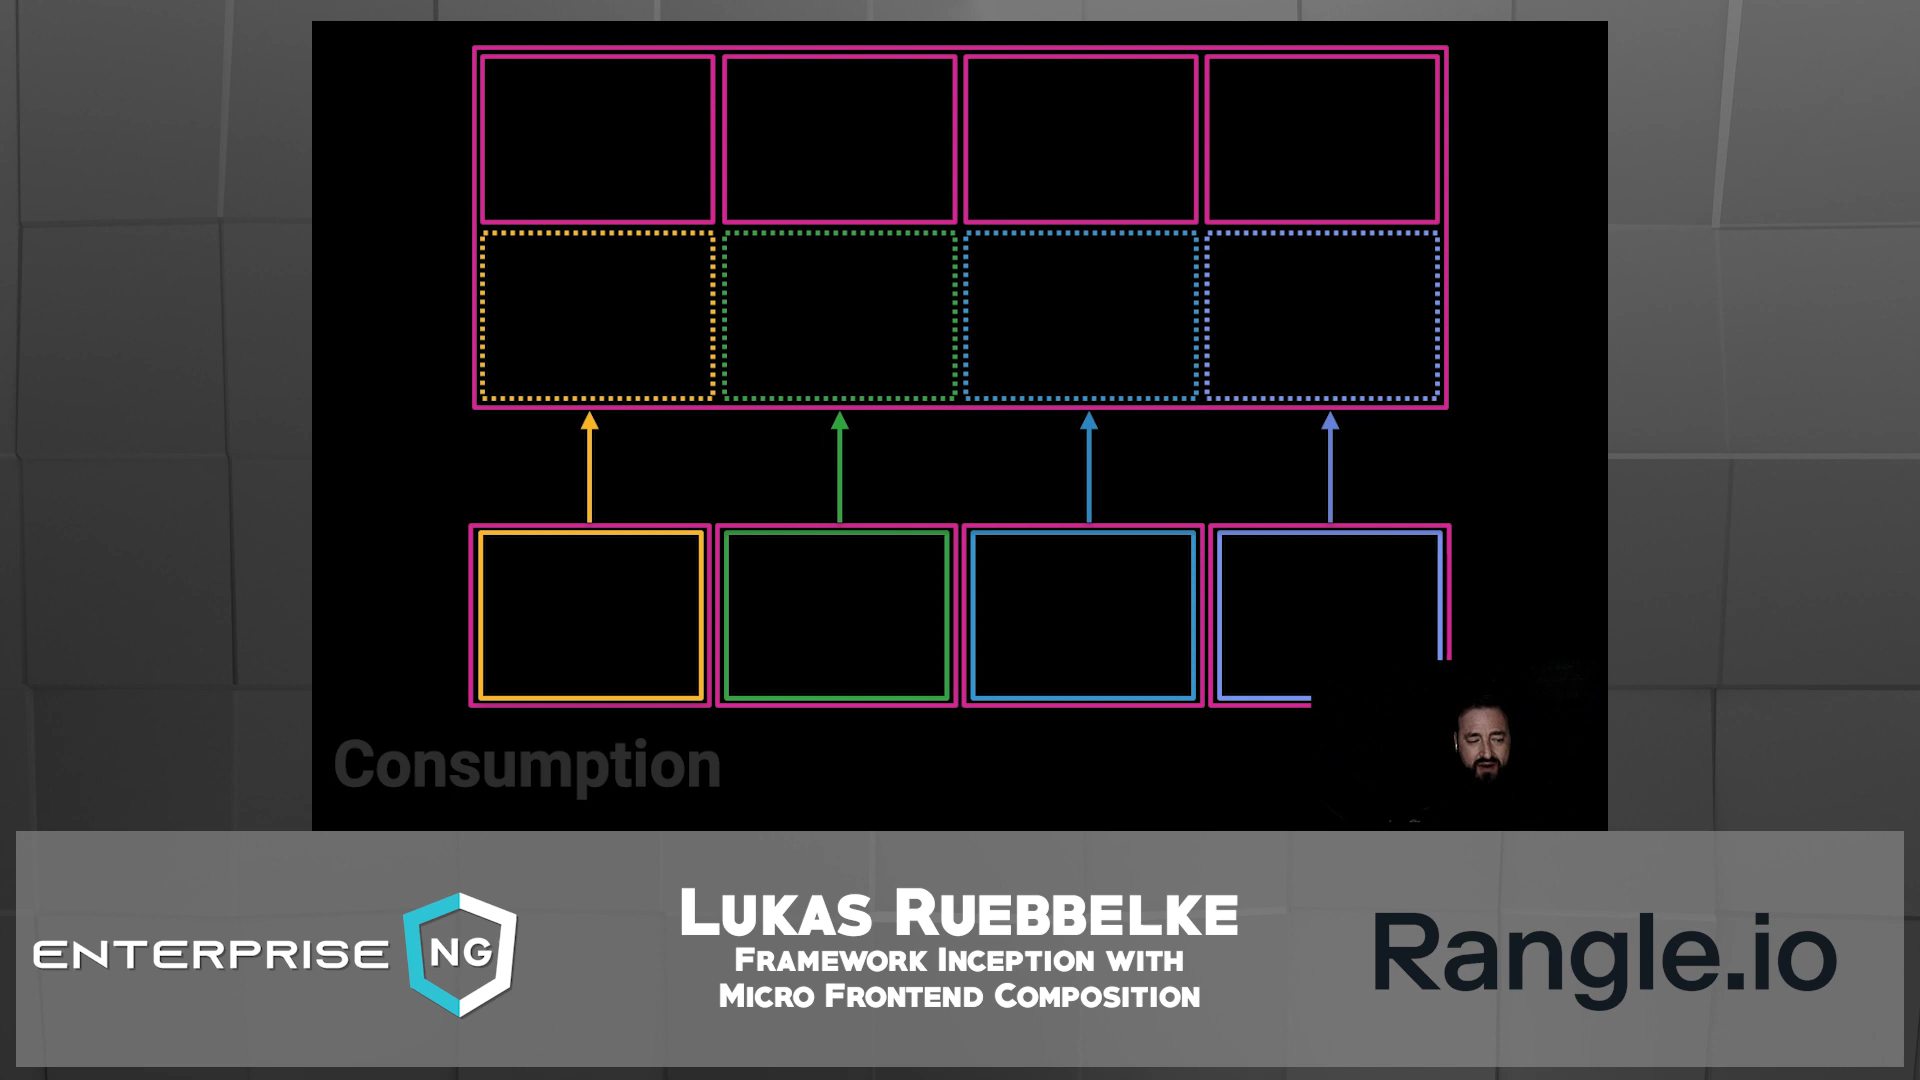 Consumption
ENTERPRISE NG
LUKAS RUEBBELKE
FRAMEWORK INCEPTION WITH
MICRO FRONTEND COMPOSITION
Rangle.io